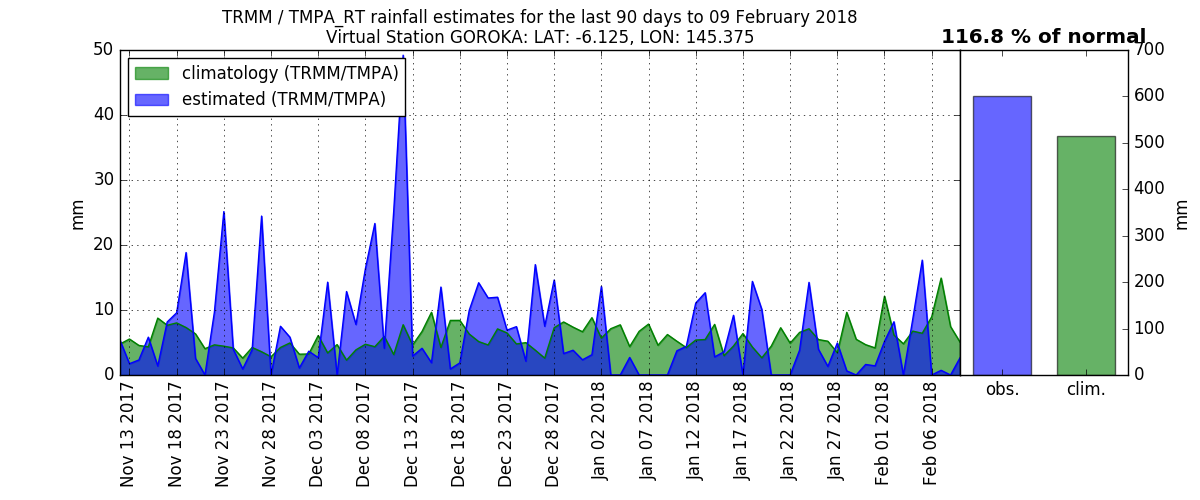 TRMM / TMPA_RT rainfall estimates for the last 90 days to 09 February 2018
Virtual Station GOROKA: LAT: -6.125, LON: 145.375
116.8 % of normal
climatology (TRMM/TMPA)
estimated (TRMM/TMPA)
50
40
30
20
10
0
mm
700
600
500
400
300
200
100
0
mm
obs.
clim.
Nov 13 2017
Nov 18 2017
Nov 23 2017
Nov 28 2017
Dec 03 2017
Dec 08 2017
Dec 13 2017
Dec 18 2017
Dec 23 2017
Dec 28 2017
Jan 02 2018
Jan 07 2018
Jan 12 2018
Jan 17 2018
Jan 22 2018
Jan 27 2018
Feb 01 2018
Feb 06 2018